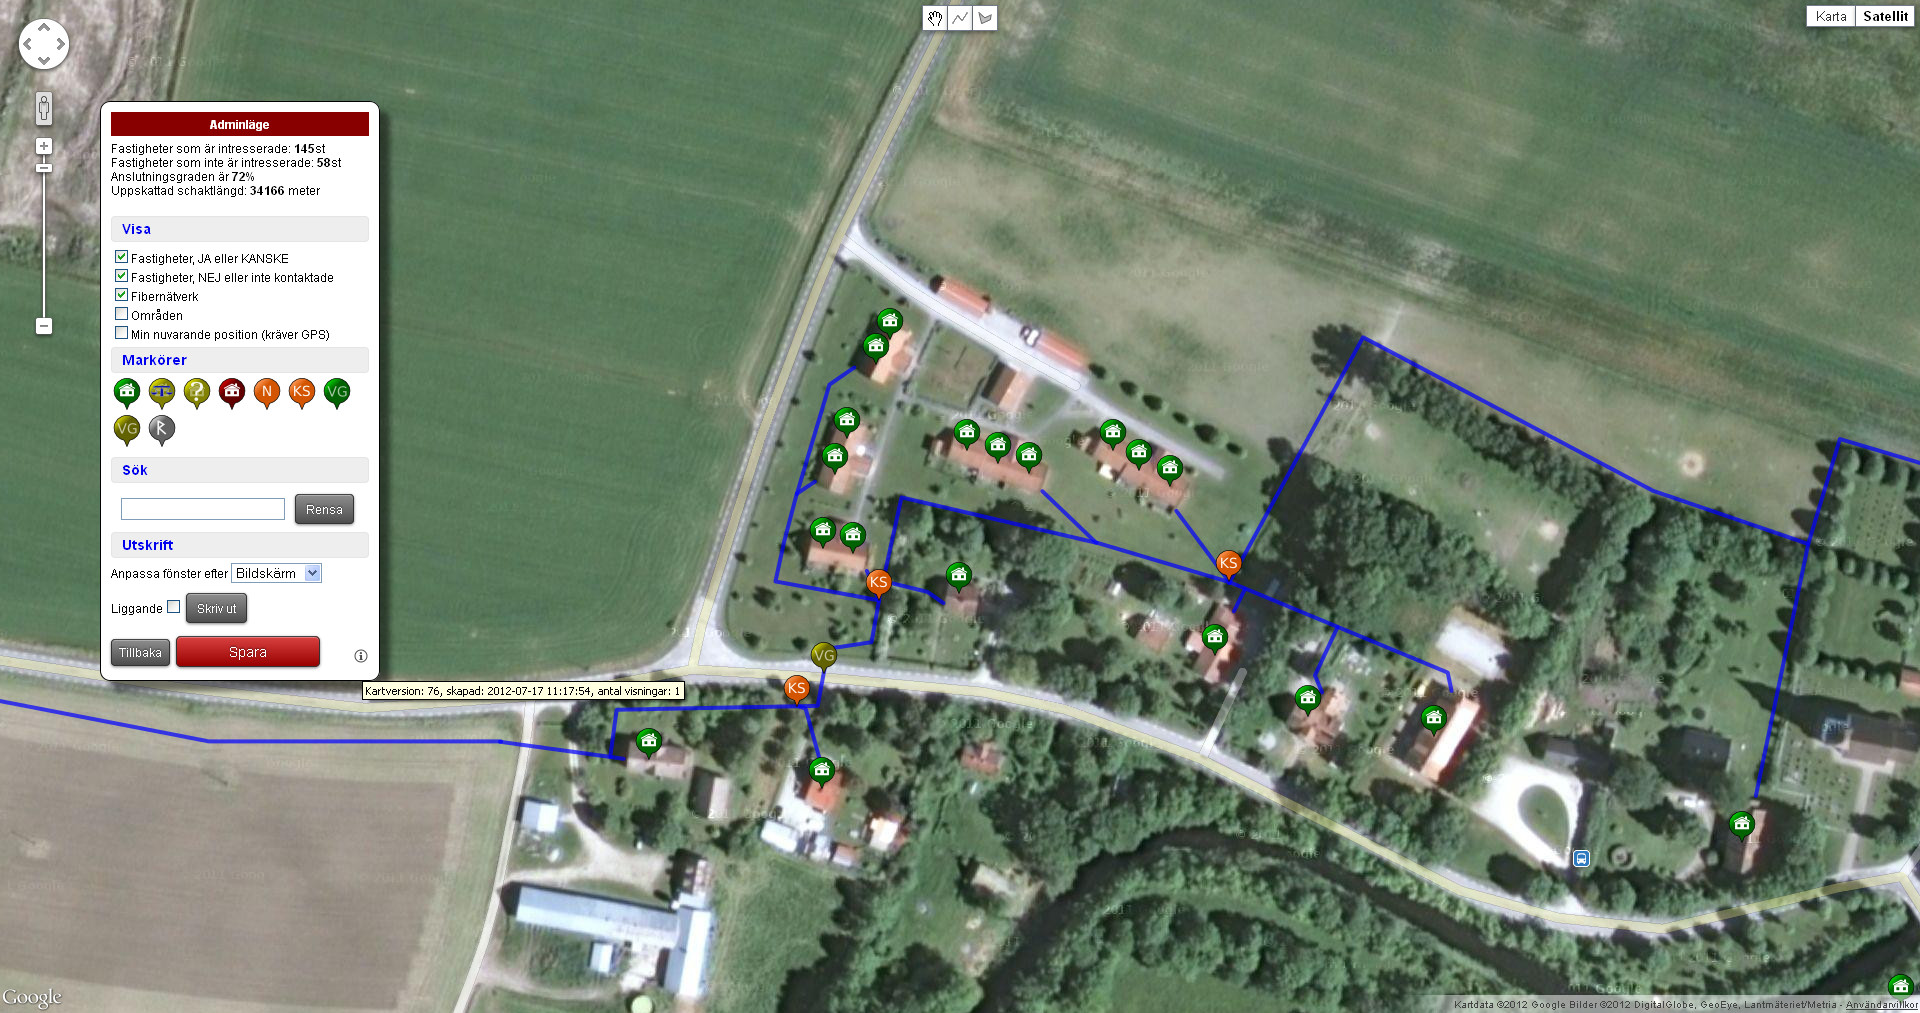 Karta
Satellit
Adminläge
Fastigheter som är intresserade: 145st
Fastigheter som inte är intresserade: 58st
Anslutningsgraden är 72%
Uppskattad schaktlängd: 34166 meter
Visa
Fastigheter, JA eller KANSKE
Fastigheter, NEJ eller inte kontaktade
Fibernätverk
Områden
Min nuvarande position (kräver GPS)
Markörer
? N KS VG
VG R
Sök
Rensa
Utskrift
Anpassa fönster efter Bildskärm
Liggande Skriv ut
Tillbaka Spara
Kartversion: 76, skapad: 2012-07-17 11:17:54, antal visningar: 1
KS
KS
VG
KS
Google
Kartdata ©2012 Google Bilder ©2012 DigitalGlobe, GeoEye, Lantmäteriet/Metria - Användarvillkor